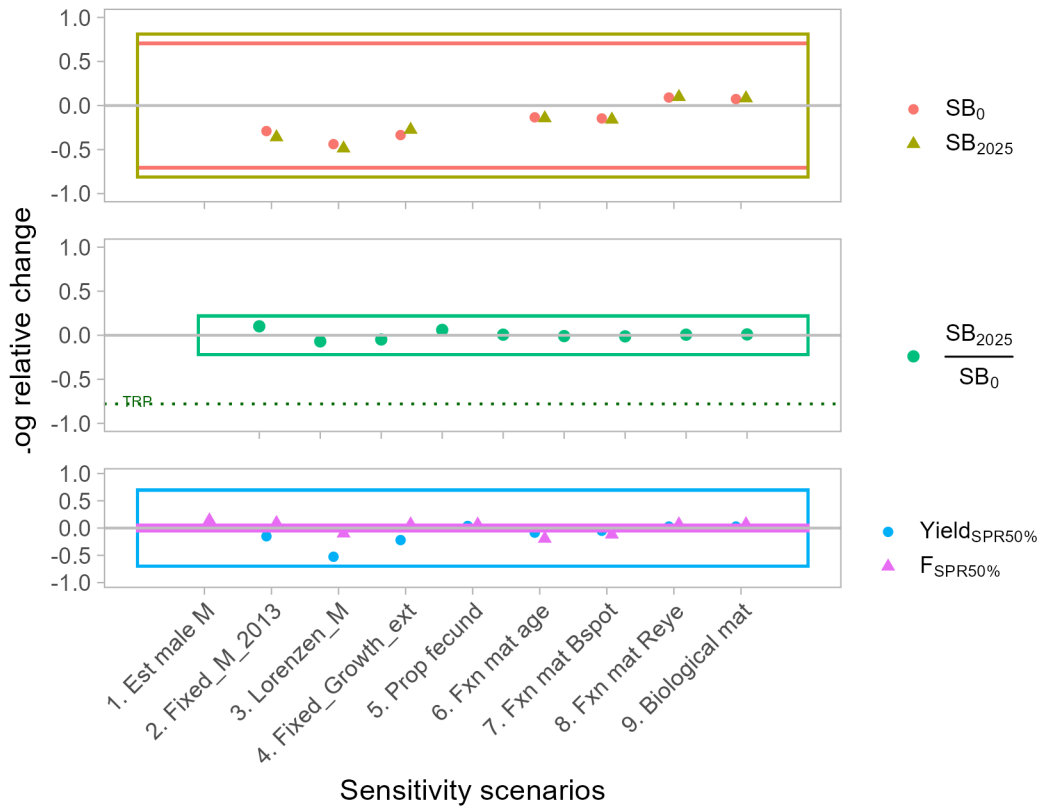 1.0
0.5
0.0
-0.5
-1.0
SB0
SB2025
1.0
0.5
0.0
-0.5
-1.0
TRP
SB2025
SB0
1.0
0.5
0.0
-0.5
-1.0
YieldSPR50%
FSPR50%
-og relative change
1. Est male M
2. Fixed_M_2013
3. Lorenzen_M
4. Fixed_Growth_ext
5. Prop fecund
6. Fxn mat age
7. Fxn mat Bspot
8. Fxn mat Reye
9. Biological mat
Sensitivity scenarios